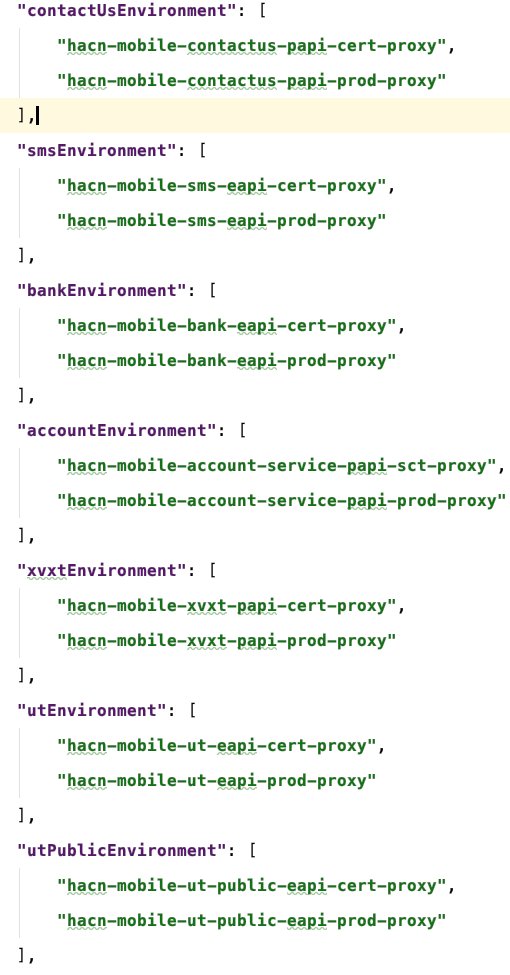 "contactUsEnvironment": [
"hacn-mobile-contactus-papi-cert-proxy",
"hacn-mobile-contactus-papi-prod-proxy"
],
"smsEnvironment": [
"hacn-mobile-sms-eapi-cert-proxy",
"hacn-mobile-sms-eapi-prod-proxy"
],
"bankEnvironment": [
"hacn-mobile-bank-eapi-cert-proxy",
"hacn-mobile-bank-eapi-prod-proxy"
],
"accountEnvironment": [
"hacn-mobile-account-service-papi-sct-proxy",
"hacn-mobile-account-service-papi-prod-proxy"
],
"xvxtEnvironment": [
"hacn-mobile-xvxt-papi-cert-proxy",
"hacn-mobile-xvxt-papi-prod-proxy"
],
"utEnvironment": [
"hacn-mobile-ut-eapi-cert-proxy",
"hacn-mobile-ut-eapi-prod-proxy"
],
"utPublicEnvironment": [
"hacn-mobile-ut-public-eapi-cert-proxy",
"hacn-mobile-ut-public-eapi-prod-proxy"
],